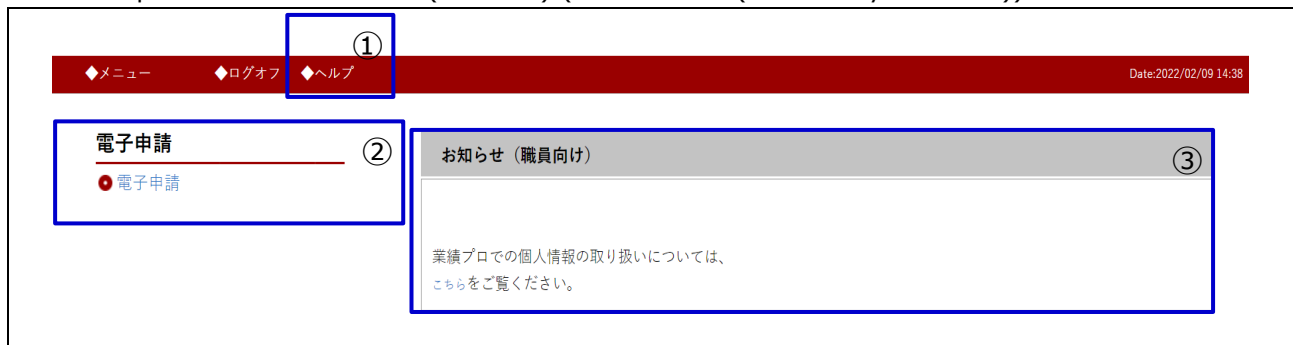 ①
◆メニュー ◆ログオフ ◆ヘルプ Date:2022/02/09 14:38
電子申請 ②
電子申請
お知らせ（職員向け） ③
業績プロでの個人情報の取り扱いについては、
こちらをご覧ください。